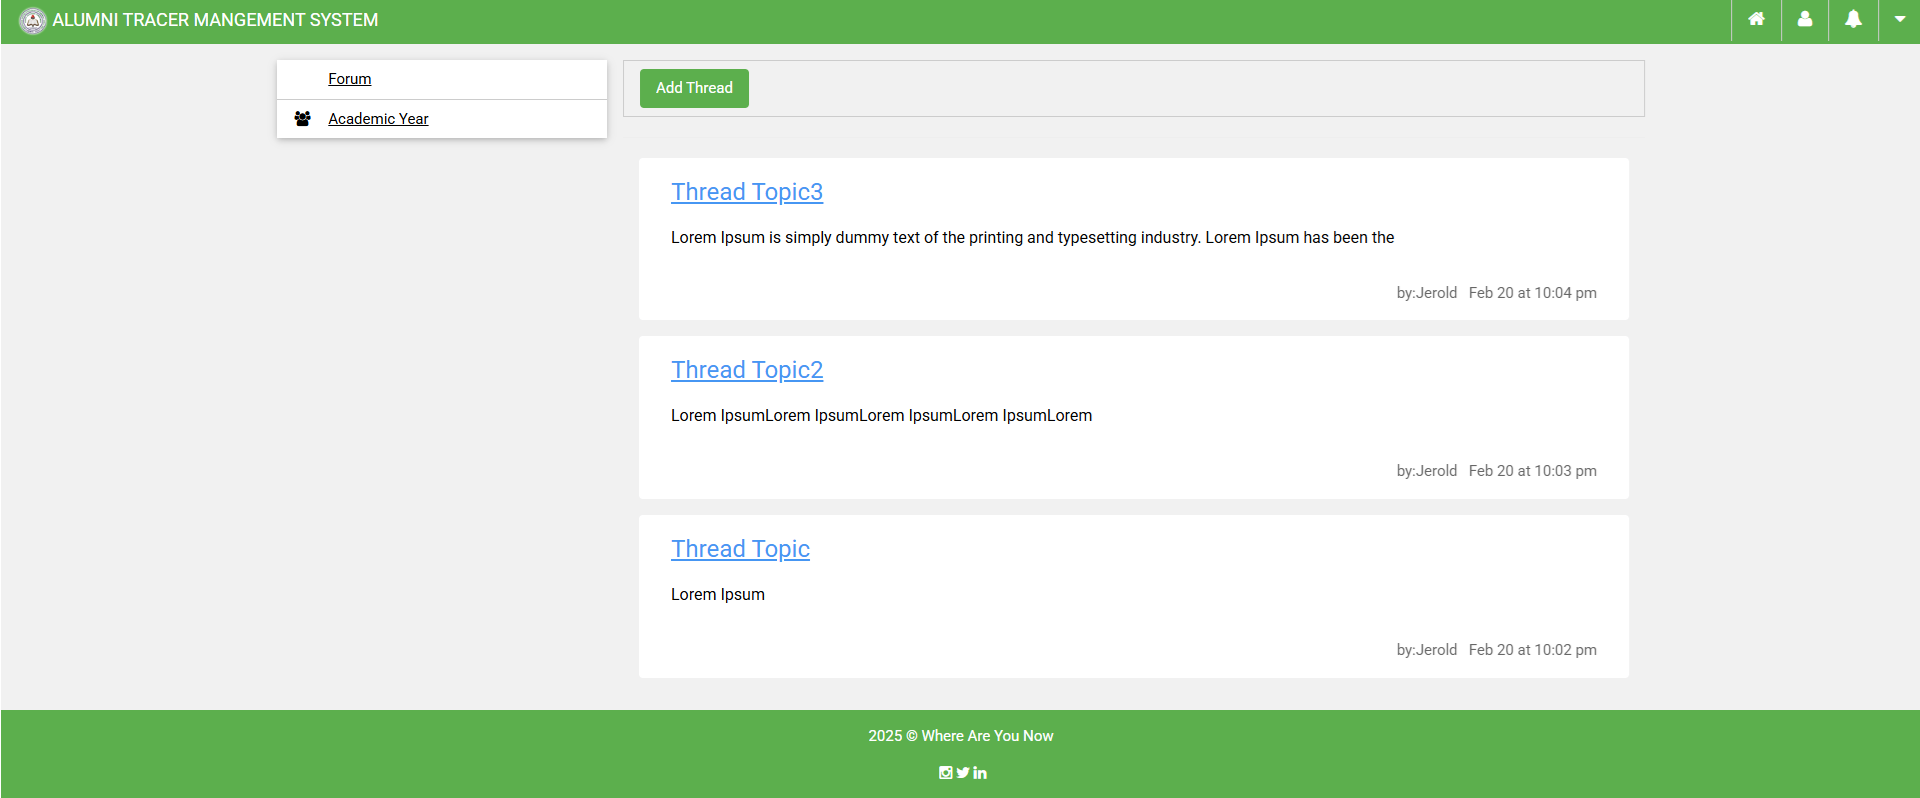 ALUMNI TRACER MANGEMENT SYSTEM
Forum
Academic Year
Add Thread
Thread Topic3
Lorem Ipsum is simply dummy text of the printing and typesetting industry. Lorem Ipsum has been the
by:Jerold Feb 20 at 10:04 pm
Thread Topic2
Lorem IpsumLorem IpsumLorem IpsumLorem IpsumLorem
by:Jerold Feb 20 at 10:03 pm
Thread Topic
Lorem Ipsum
by:Jerold Feb 20 at 10:02 pm
2025 © Where Are You Now